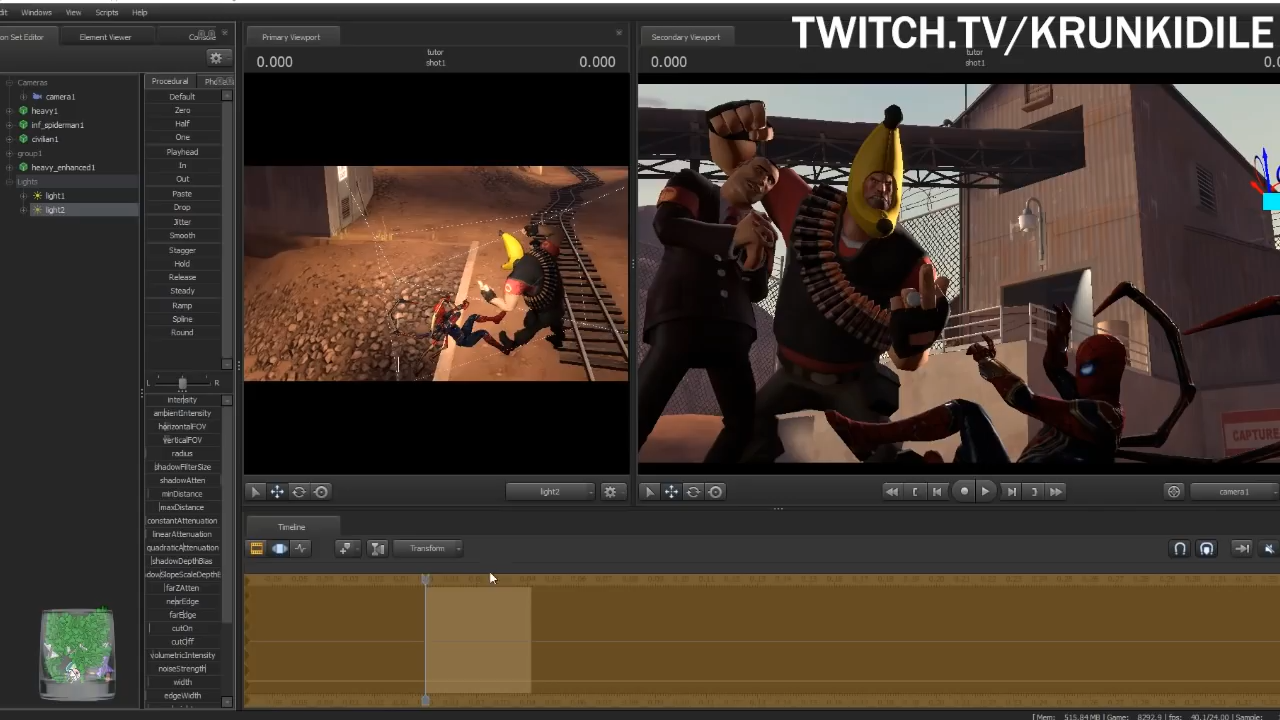 TWITCH.TV/KRUNKIDILE
Windows View Scripts Help
Element Viewer
Primary Viewport
Secondary Viewport
tutor
shot1
0.000
0.000
0.000
tutor
shot1
Cameras
camera1
heavy1
inf_spiderman1
civilian1
group1
heavy_enhanced1
light1
light2
Procedural
Default
Zero
Half
One
Playhead
In
Out
Paste
Drop
Jitter
Smooth
Stagger
Hold
Release
Steady
Ramp
Spline
Round
L R
intensity
ambientIntensity
horizontalFOV
verticalFOV
radius
shadowFilterSize
shadowAtten
minDistance
maxDistance
constantAttenuation
linearAttenuation
quadraticAttenuation
shadowDepthBias
farZAtten
nearEdge
farEdge
cutOn
cutOff
volumetricIntensity
noiseStrength
width
edgeWidth
CAPTURE
light2
camera1
Timeline
Transform